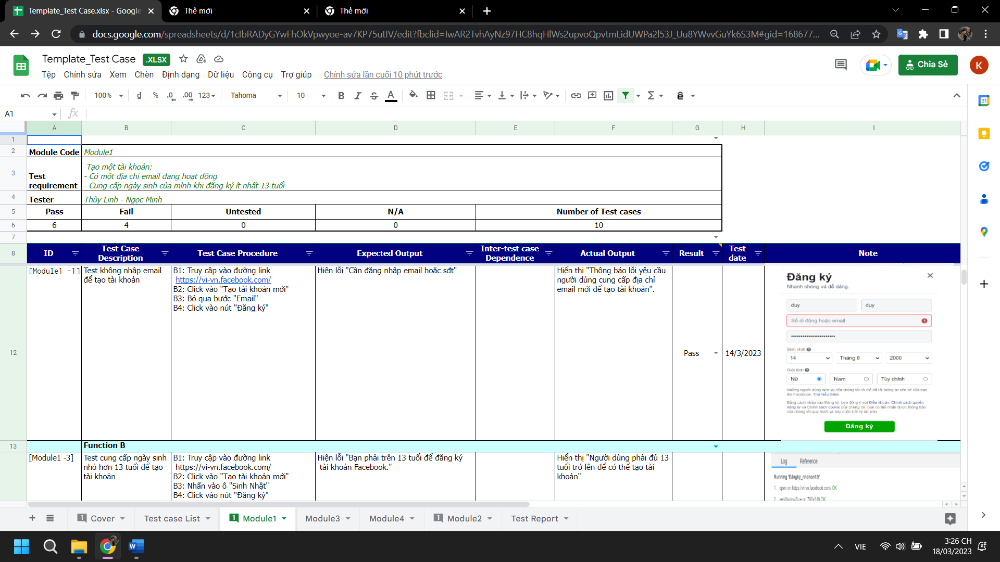 Template_Test Case.xlsx - Google
Thẻ mới
Thẻ mới
docs.google.com/spreadsheets/d/1cIbRADyGYwFhOkVpwyoe-av7KP75utIV/edit?fbclid=IwAR2TvhAyNz97HC8hqHlWs2upvoQpvtmLidUWPa2l53J_Uu8YWvvGuYk6S3M#gid=168677...
Template_Test Case .XLSX
Tệp Chỉnh sửa Xem Chèn Định dạng Dữ liệu Công cụ Trợ giúp Chỉnh sửa lần cuối 10 phút trước
Chia Sẻ
K
100% đ % .0 .00 123 Tahoma 10 B I S A Σ ê
A1 fx
A B C D E F G H I
1
2 Module Code Module1
3 Test requirement
Tạo một tài khoản:
- Có một địa chỉ email đang hoạt động
- Cung cấp ngày sinh của mình khi đăng ký ít nhất 13 tuổi
4 Tester Thùy Linh - Ngọc Minh
5 Pass Fail Untested N/A Number of Test cases
6 6 4 0 0 10
7
8 ID Test Case Description Test Case Procedure Expected Output Inter-test case Dependence Actual Output Result Test date Note
12
[Module1 -1]
Test không nhập email
để tạo tài khoản
B1: Truy cập vào đường link
https://vi-vn.facebook.com/
B2: Click vào "Tạo tài khoản mới"
B3: Bỏ qua bước "Email"
B4: Click vào nút "Đăng ký"
Hiện lỗi "Cần đăng nhập email hoặc sđt"
Hiển thị "Thông báo lỗi yêu cầu
người dùng cung cấp địa chỉ
email mới để tạo tài khoản".
Pass
14/3/2023
Đăng ký
Nhanh chóng và dễ dàng.
duy duy
Số di động hoặc email
Sinh nhật
14 Tháng 8 2000
Giới tính
Nữ Nam Tùy chỉnh
Những người dùng dịch vụ của chúng tôi có thể đã tải thông tin liên hệ của bạn
lên Facebook. Tìm hiểu thêm.
Bằng cách nhấp vào Đăng ký, bạn đồng ý với Điều khoản, Chính sách quyền
riêng tư và Chính sách cookie của chúng tôi. Bạn có thể nhận được thông báo
của chúng tôi qua SMS và hủy nhận bất kỳ lúc nào.
Đăng ký
13 Function B
[Module1 -3]
Test cung cấp ngày sinh
nhỏ hơn 13 tuổi để tạo
tài khoản
B1: Truy cập vào đường link
https://vi-vn.facebook.com/
B2: Click vào "Tạo tài khoản mới"
B3: Nhấn vào ô "Sinh Nhật"
B4: Click vào nút "Đăng ký"
Hiện lỗi "Bạn phải trên 13 tuổi để đăng ký
tài khoản Facebook."
Hiển thị "Người dùng phải đủ 13
tuổi trở lên để có thể tạo tài
khoản"
Log Reference
Running 'Đăngký_nhohon13t'
1. open on https://vi-vn.facebook.com/ OK
2. setWindowSize on 792x618 OK
1 Cover Test case List 1 Module1 Module3 Module4 1 Module2 Test Report
VIE
3:26 CH
18/03/2023